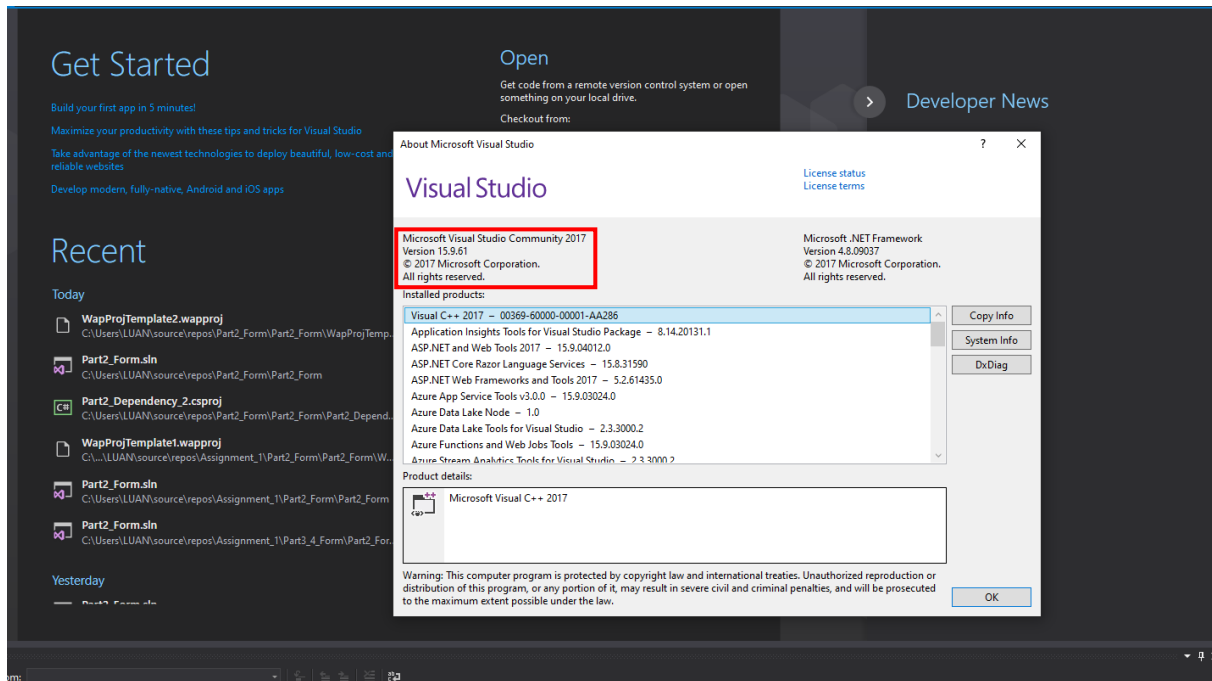 Get Started
Build your first app in 5 minutes!
Maximize your productivity with these tips and tricks for Visual Studio
Take advantage of the newest technologies to deploy beautiful, low-cost and
reliable websites
Develop modern, fully-native, Android and iOS apps
Recent
Today
WapProjTemplate2.wapproj
C:\Users\LUAN\source\repos\Part2_Form\Part2_Form\WapProjTemp..
Part2_Form.sln
C:\Users\LUAN\source\repos\Part2_Form\Part2_Form
C#
Part2_Dependency_2.csproj
C:\Users\LUAN\source\repos\Part2_Form\Part2_Form\Part2_Depend..
WapProjTemplate1.wapproj
C:\...\LUAN\source\repos\Assignment_1\Part2_Form\Part2_Form\W...
Part2_Form.sln
C:\Users\LUAN\source\repos\Assignment_1\Part2_Form\Part2_Form
Part2_Form.sln
C:\Users\LUAN\source\repos\Assignment_1\Part3_4_Form\Part2_For..
Yesterday
Open
Get code from a remote version control system or open
something on your local drive.
Checkout from:
Developer News
About Microsoft Visual Studio
?
Visual Studio
License status
License terms
Microsoft Visual Studio Community 2017
Version 15.9.61
© 2017 Microsoft Corporation.
All rights reserved.
Microsoft .NET Framework
Version 4.8.09037
© 2017 Microsoft Corporation.
All rights reserved.
Installed products:
Visual C++ 2017 – 00369-60000-00001-AA286
Application Insights Tools for Visual Studio Package – 8.14.20131.1
ASP.NET and Web Tools 2017 – 15.9.04012.0
ASP.NET Core Razor Language Services – 15.8.31590
ASP.NET Web Frameworks and Tools 2017 – 5.2.61435.0
Azure App Service Tools v3.0.0 – 15.9.03024.0
Azure Data Lake Node – 1.0
Azure Data Lake Tools for Visual Studio – 2.3.3000.2
Azure Functions and Web Jobs Tools – 15.9.03024.0
Azure Stream Analytics Tools for Visual Studio – 2.3.3000.2
Copy Info
System Info
DxDiag
Product details:
Microsoft Visual C++ 2017
Warning: This computer program is protected by copyright law and international treaties. Unauthorized reproduction or
distribution of this program, or any portion of it, may result in severe civil and criminal penalties, and will be prosecuted
to the maximum extent possible under the law.
OK
om: